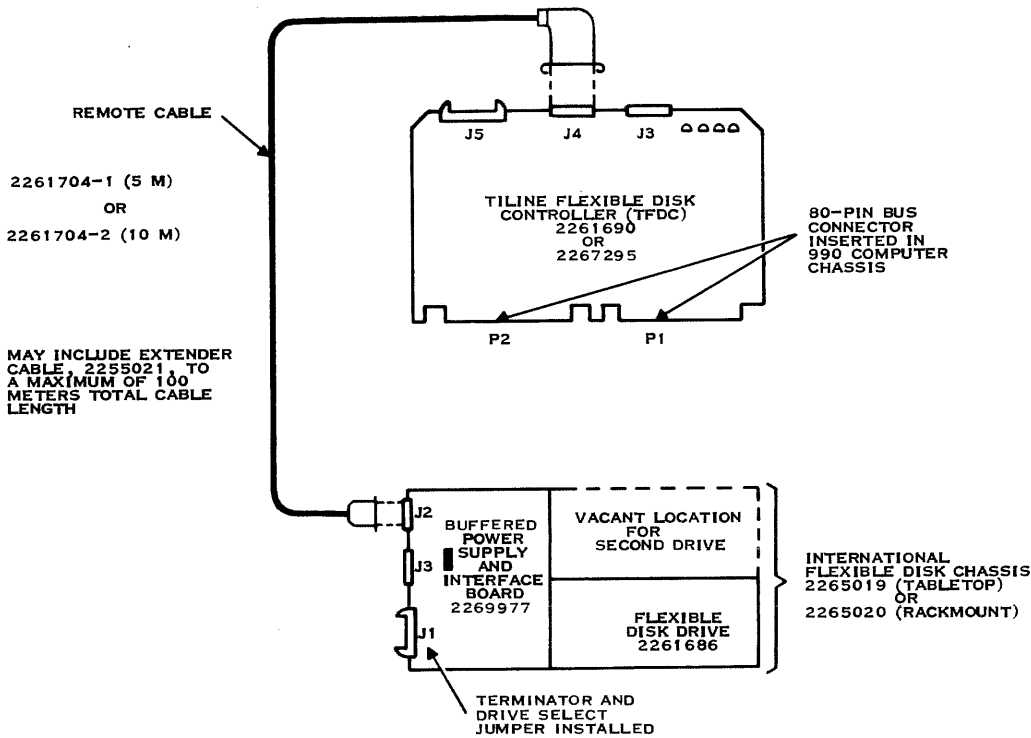 REMOTE CABLE
2261704-1 (5 M)
OR
2261704-2 (10 M)
MAY INCLUDE EXTENDER
CABLE, 2255021, TO
A MAXIMUM OF 100
METERS TOTAL CABLE
LENGTH
J5
J4
J3
TILINE FLEXIBLE DISK
CONTROLLER (TFDC)
2261690
OR
2267295
80-PIN BUS
CONNECTOR
INSERTED IN
990 COMPUTER
CHASSIS
P2
P1
J2
J3
J1
BUFFERED
POWER
SUPPLY
AND
INTERFACE
BOARD
2269977
VACANT LOCATION
FOR
SECOND DRIVE
FLEXIBLE
DISK DRIVE
2261686
INTERNATIONAL
FLEXIBLE DISK CHASSIS
2265019 (TABLETOP)
OR
2265020 (RACKMOUNT)
TERMINATOR AND
DRIVE SELECT
JUMPER INSTALLED